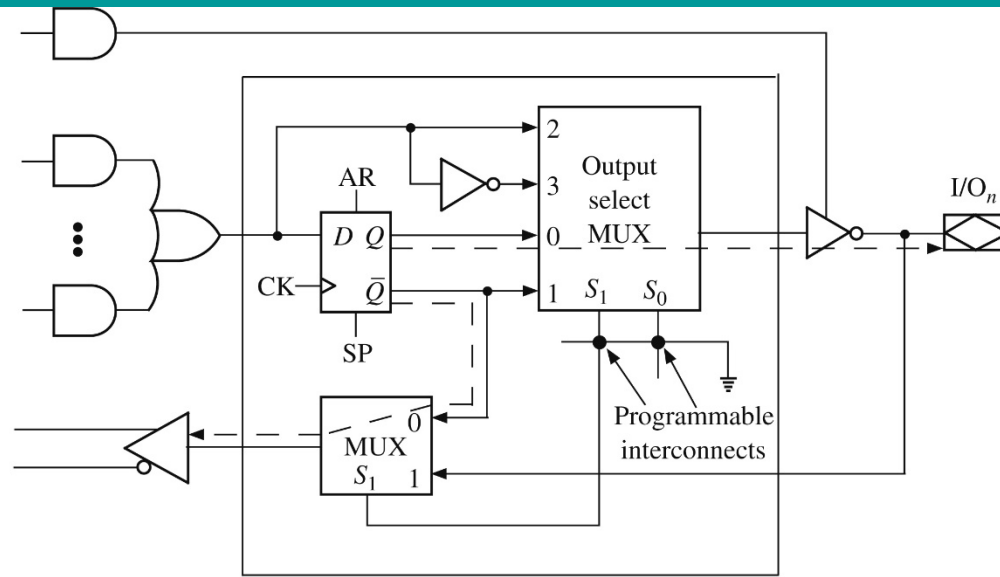 I/Oₙ
2
Output
select
MUX
3
0
1
S₁ S₀
AR
D Q
Q̅
CK
SP
Programmable
interconnects
0
MUX
S₁ 1